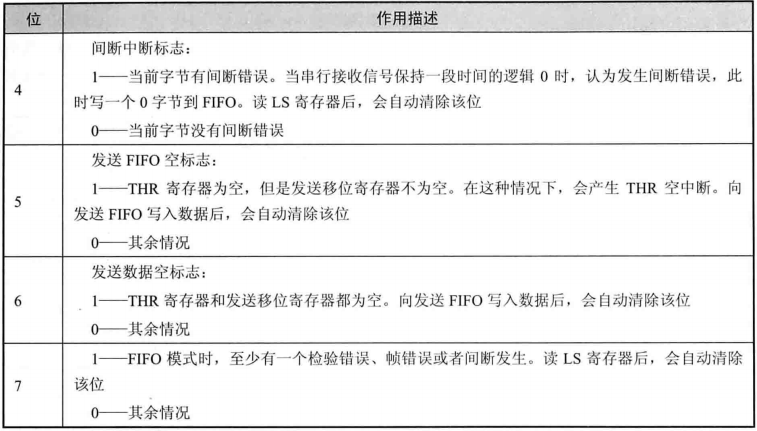 位 作用描述
间断中断标志：
1——当前字节有间断错误。当串行接收信号保持一段时间的逻辑 0 时，认为发生间断错误，此
4
时写一个 0 字节到 FIFO。读 LS 寄存器后，会自动清除该位
0——当前字节没有间断错误
发送 FIFO 空标志：
1——THR 寄存器为空，但是发送移位寄存器不为空。在这种情况下，会产生 THR 空中断。向
5
发送 FIFO 写入数据后，会自动清除该位
0——其余情况
发送数据空标志：
6 1——THR 寄存器和发送移位寄存器都为空。向发送 FIFO 写入数据后，会自动清除该位
0——其余情况
1——FIFO 模式时，至少有一个检验错误、帧错误或者间断发生。读 LS 寄存器后，会自动清除
7 该位
0——其余情况